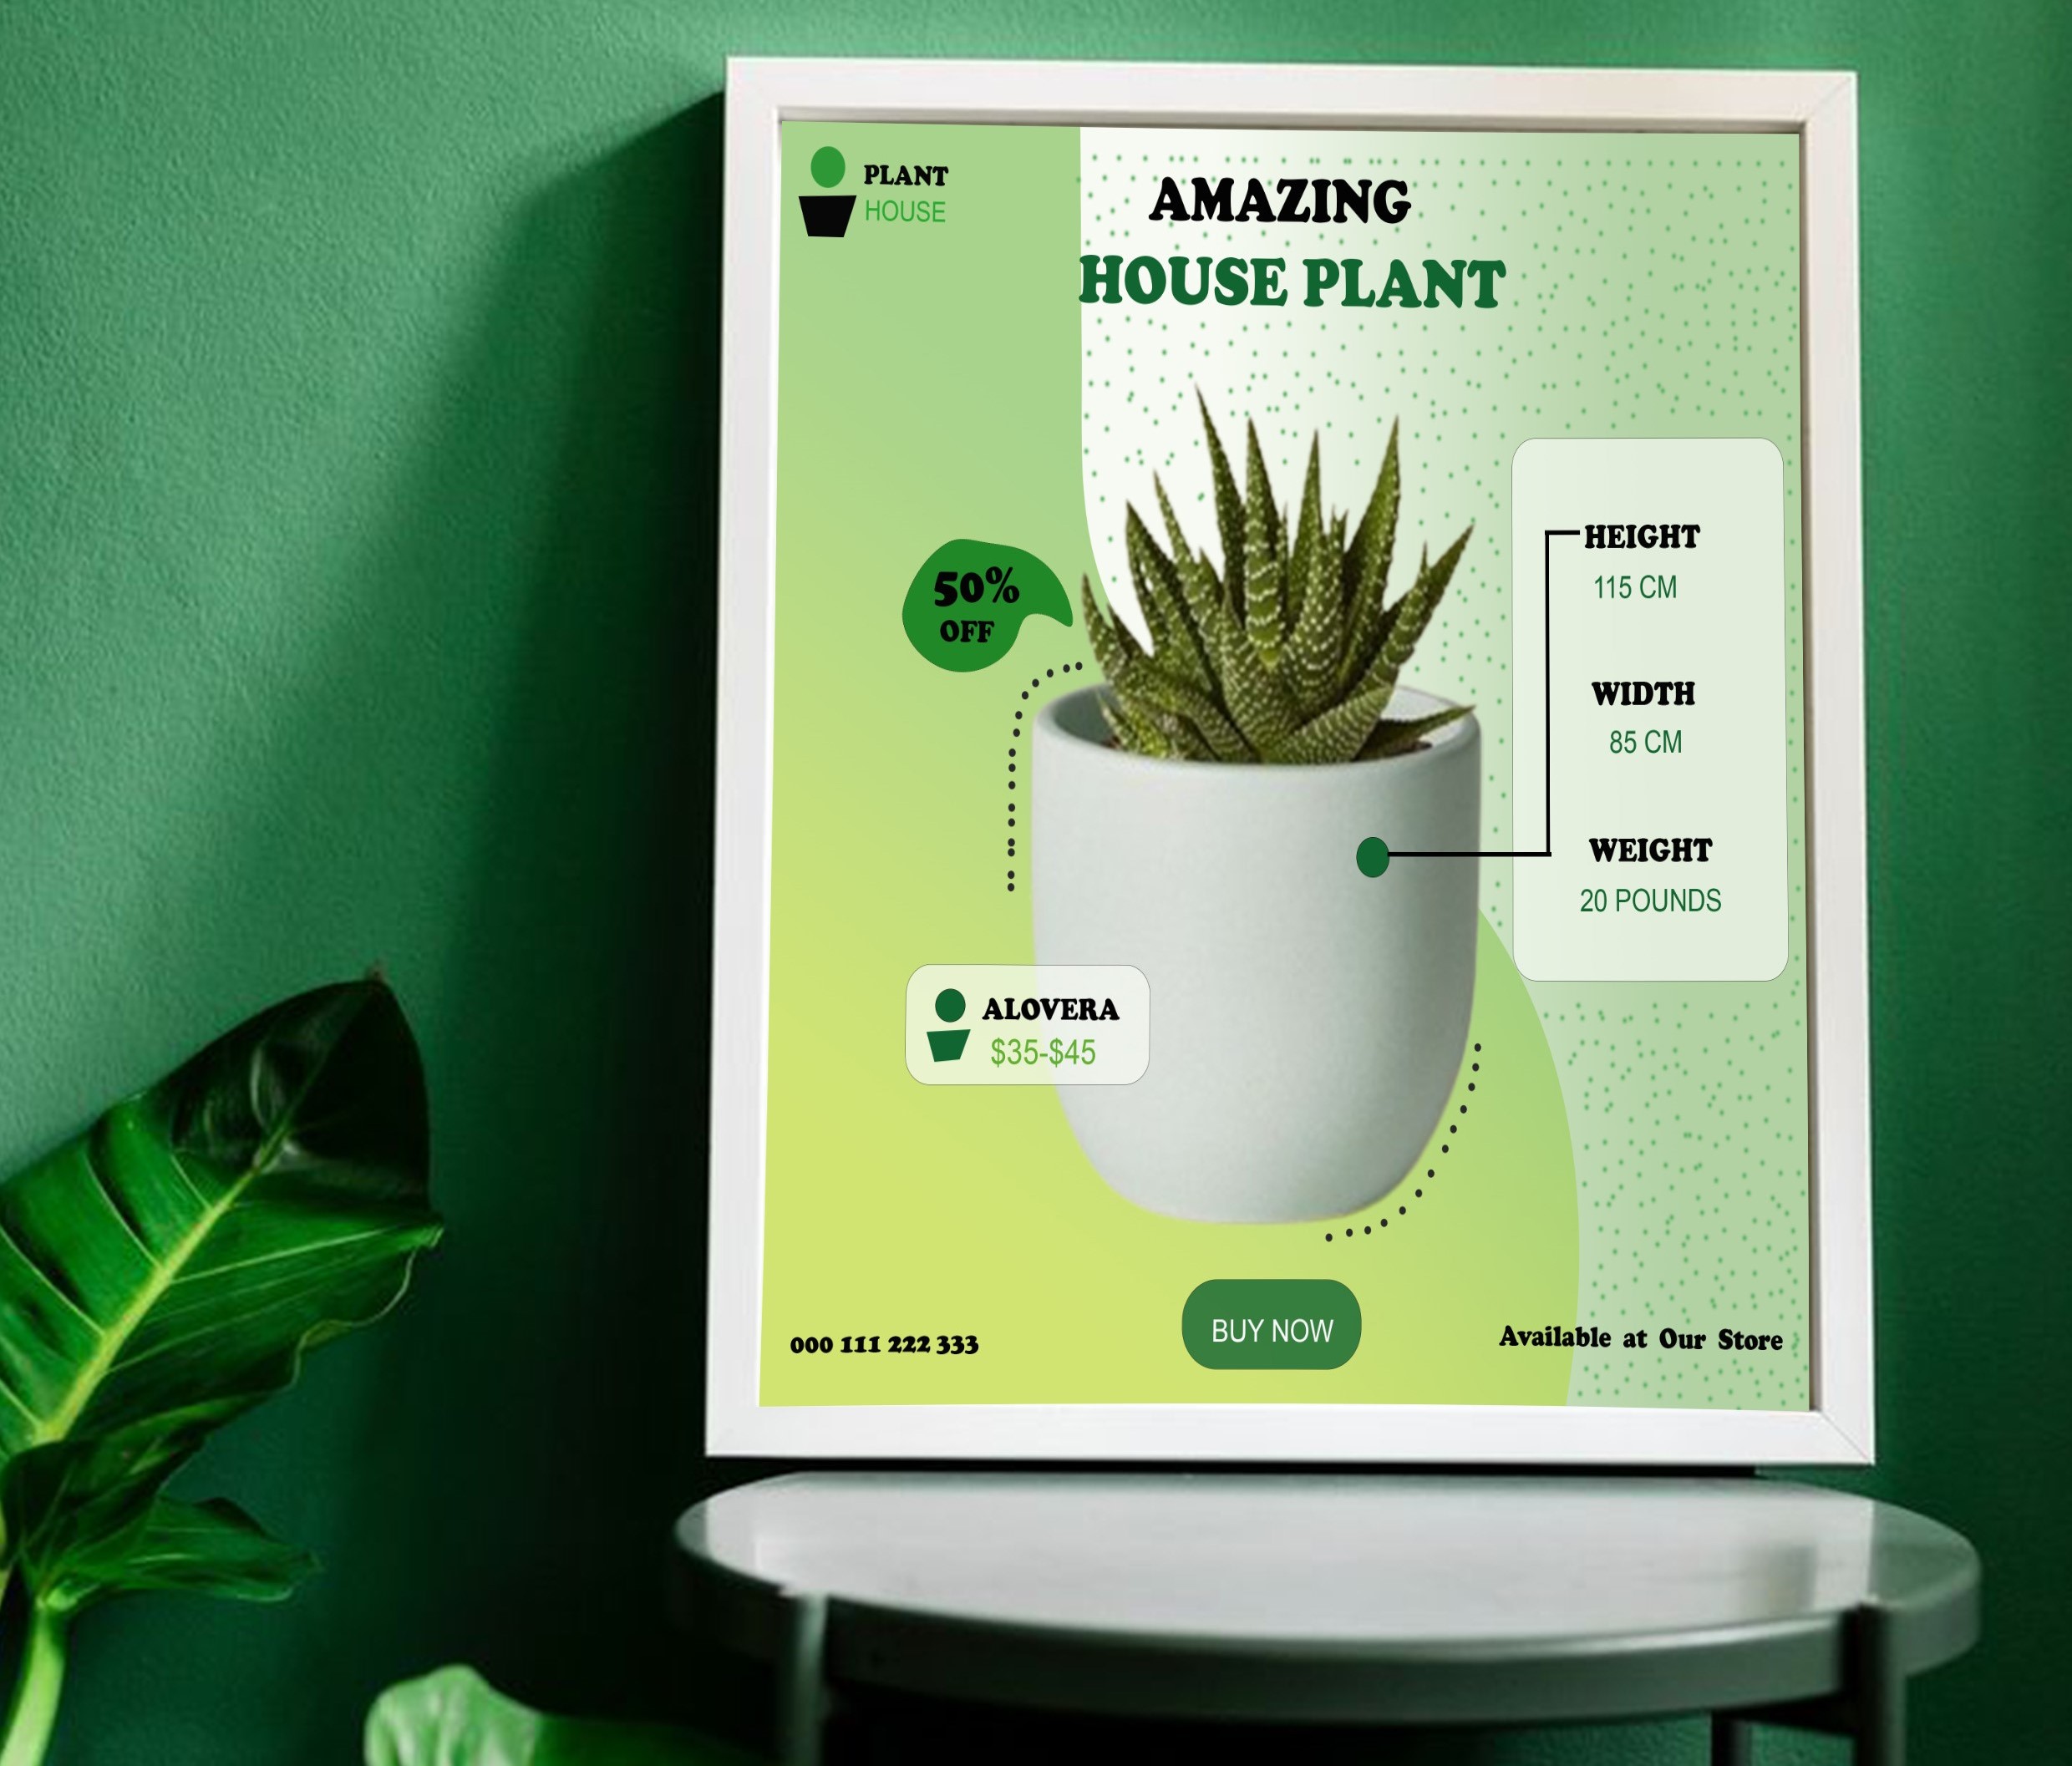 PLANT
HOUSE
AMAZING
HOUSE PLANT
50%
OFF
HEIGHT
115 CM
WIDTH
85 CM
WEIGHT
20 POUNDS
ALOVERA
$35-$45
000 111 222 333
BUY NOW
Available at Our Store